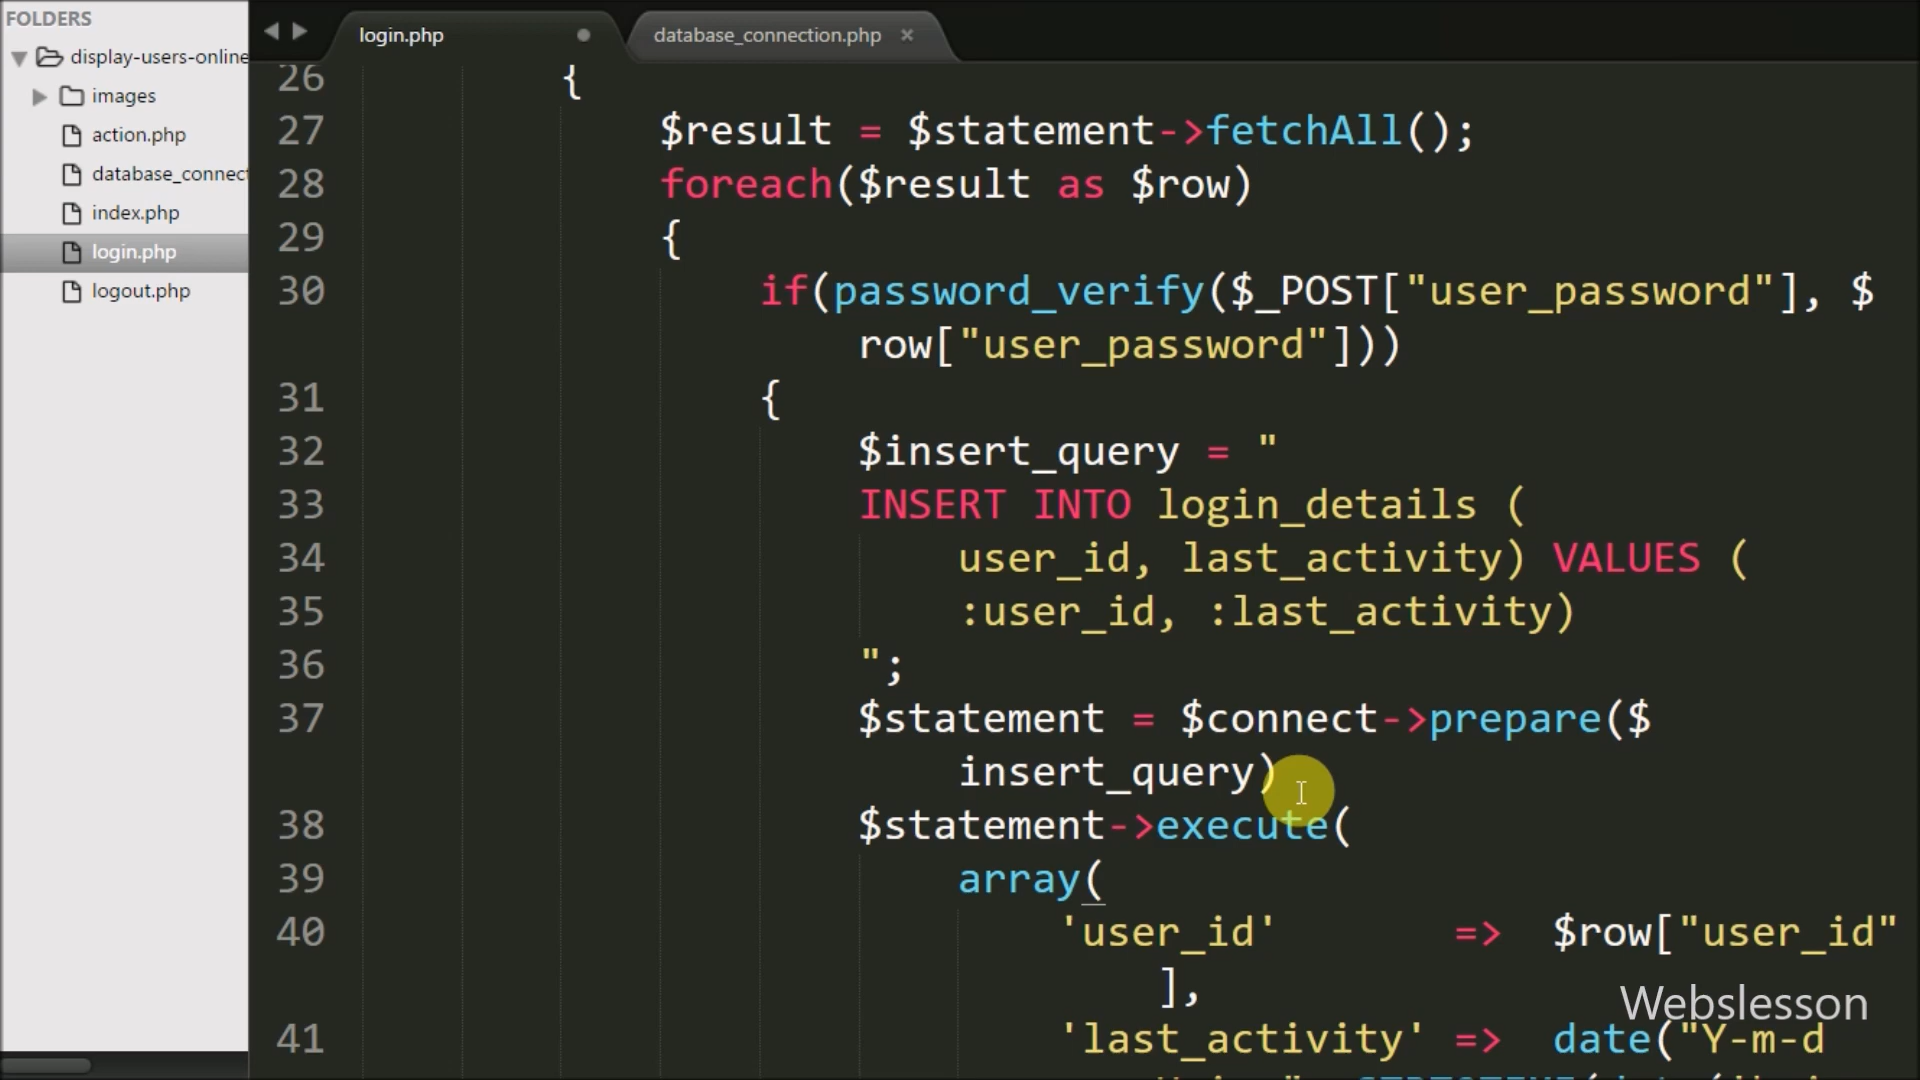 FOLDERS
display-users-online
images
action.php
database_connect
index.php
login.php
logout.php
login.php
database_connection.php
26 {
27 $result = $statement->fetchAll();
28 foreach($result as $row)
29 {
30 if(password_verify($_POST["user_password"], $
row["user_password"]))
31 {
32 $insert_query = "
33 INSERT INTO login_details (
34 user_id, last_activity) VALUES (
35 :user_id, :last_activity)
36 ";
37 $statement = $connect->prepare($
insert_query)
38 $statement->execute(
39 array(
40 'user_id' => $row["user_id"
],
41 'last_activity' => date("Y-m-d
Webslesson